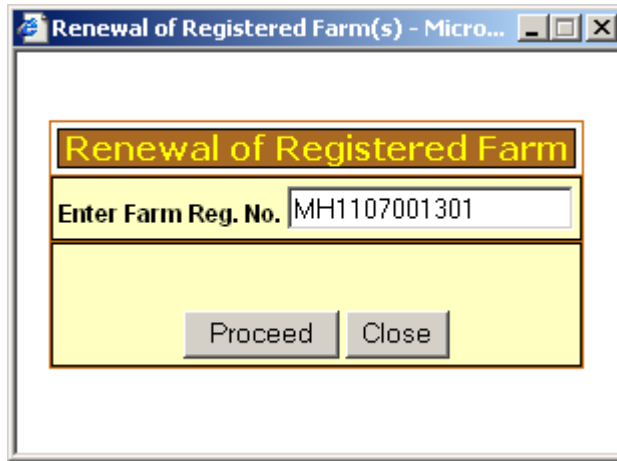 Renewal of Registered Farm(s) - Micro...
Renewal of Registered Farm
Enter Farm Reg. No. MH1107001301
Proceed Close